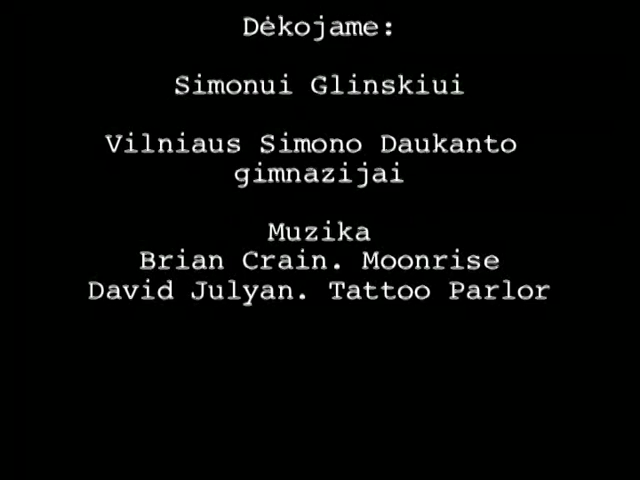 Dėkojame:
Simonui Glinskiui
Vilniaus Simono Daukanto
gimnazijai
Muzika
Brian Crain. Moonrise
David Julyan. Tattoo Parlor